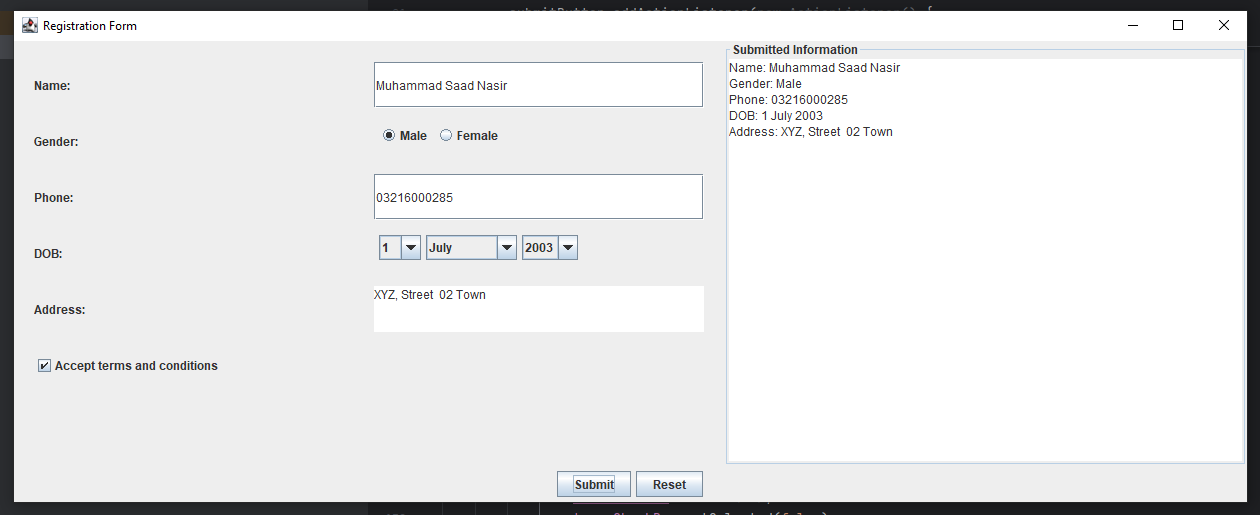 Registration Form
Name:
Muhammad Saad Nasir
Gender:
Male Female
Phone:
03216000285
DOB:
1 July 2003
Address:
XYZ, Street  02 Town
Accept terms and conditions
Submit Reset
Submitted Information
Name: Muhammad Saad Nasir
Gender: Male
Phone: 03216000285
DOB: 1 July 2003
Address: XYZ, Street  02 Town